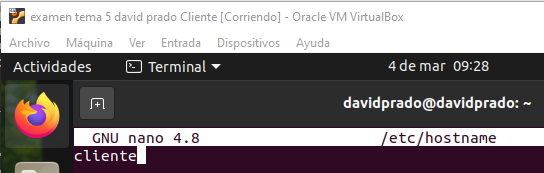 examen tema 5 david prado Cliente [Corriendo] - Oracle VM VirtualBox
Archivo Máquina Ver Entrada Dispositivos Ayuda
Actividades Terminal 4 de mar 09:28
davidprado@davidprado: ~
GNU nano 4.8 /etc/hostname
cliente